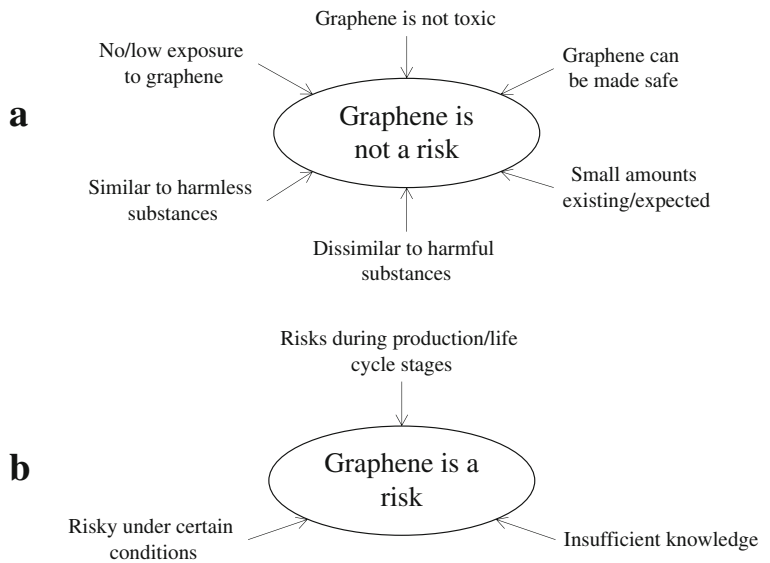 Graphene is not toxic
No/low exposure
to graphene
Graphene can
be made safe
a
Graphene is
not a risk
Similar to harmless
substances
Small amounts
existing/expected
Dissimilar to harmful
substances
Risks during production/life
cycle stages
b
Graphene is a
risk
Risky under certain
conditions
Insufficient knowledge